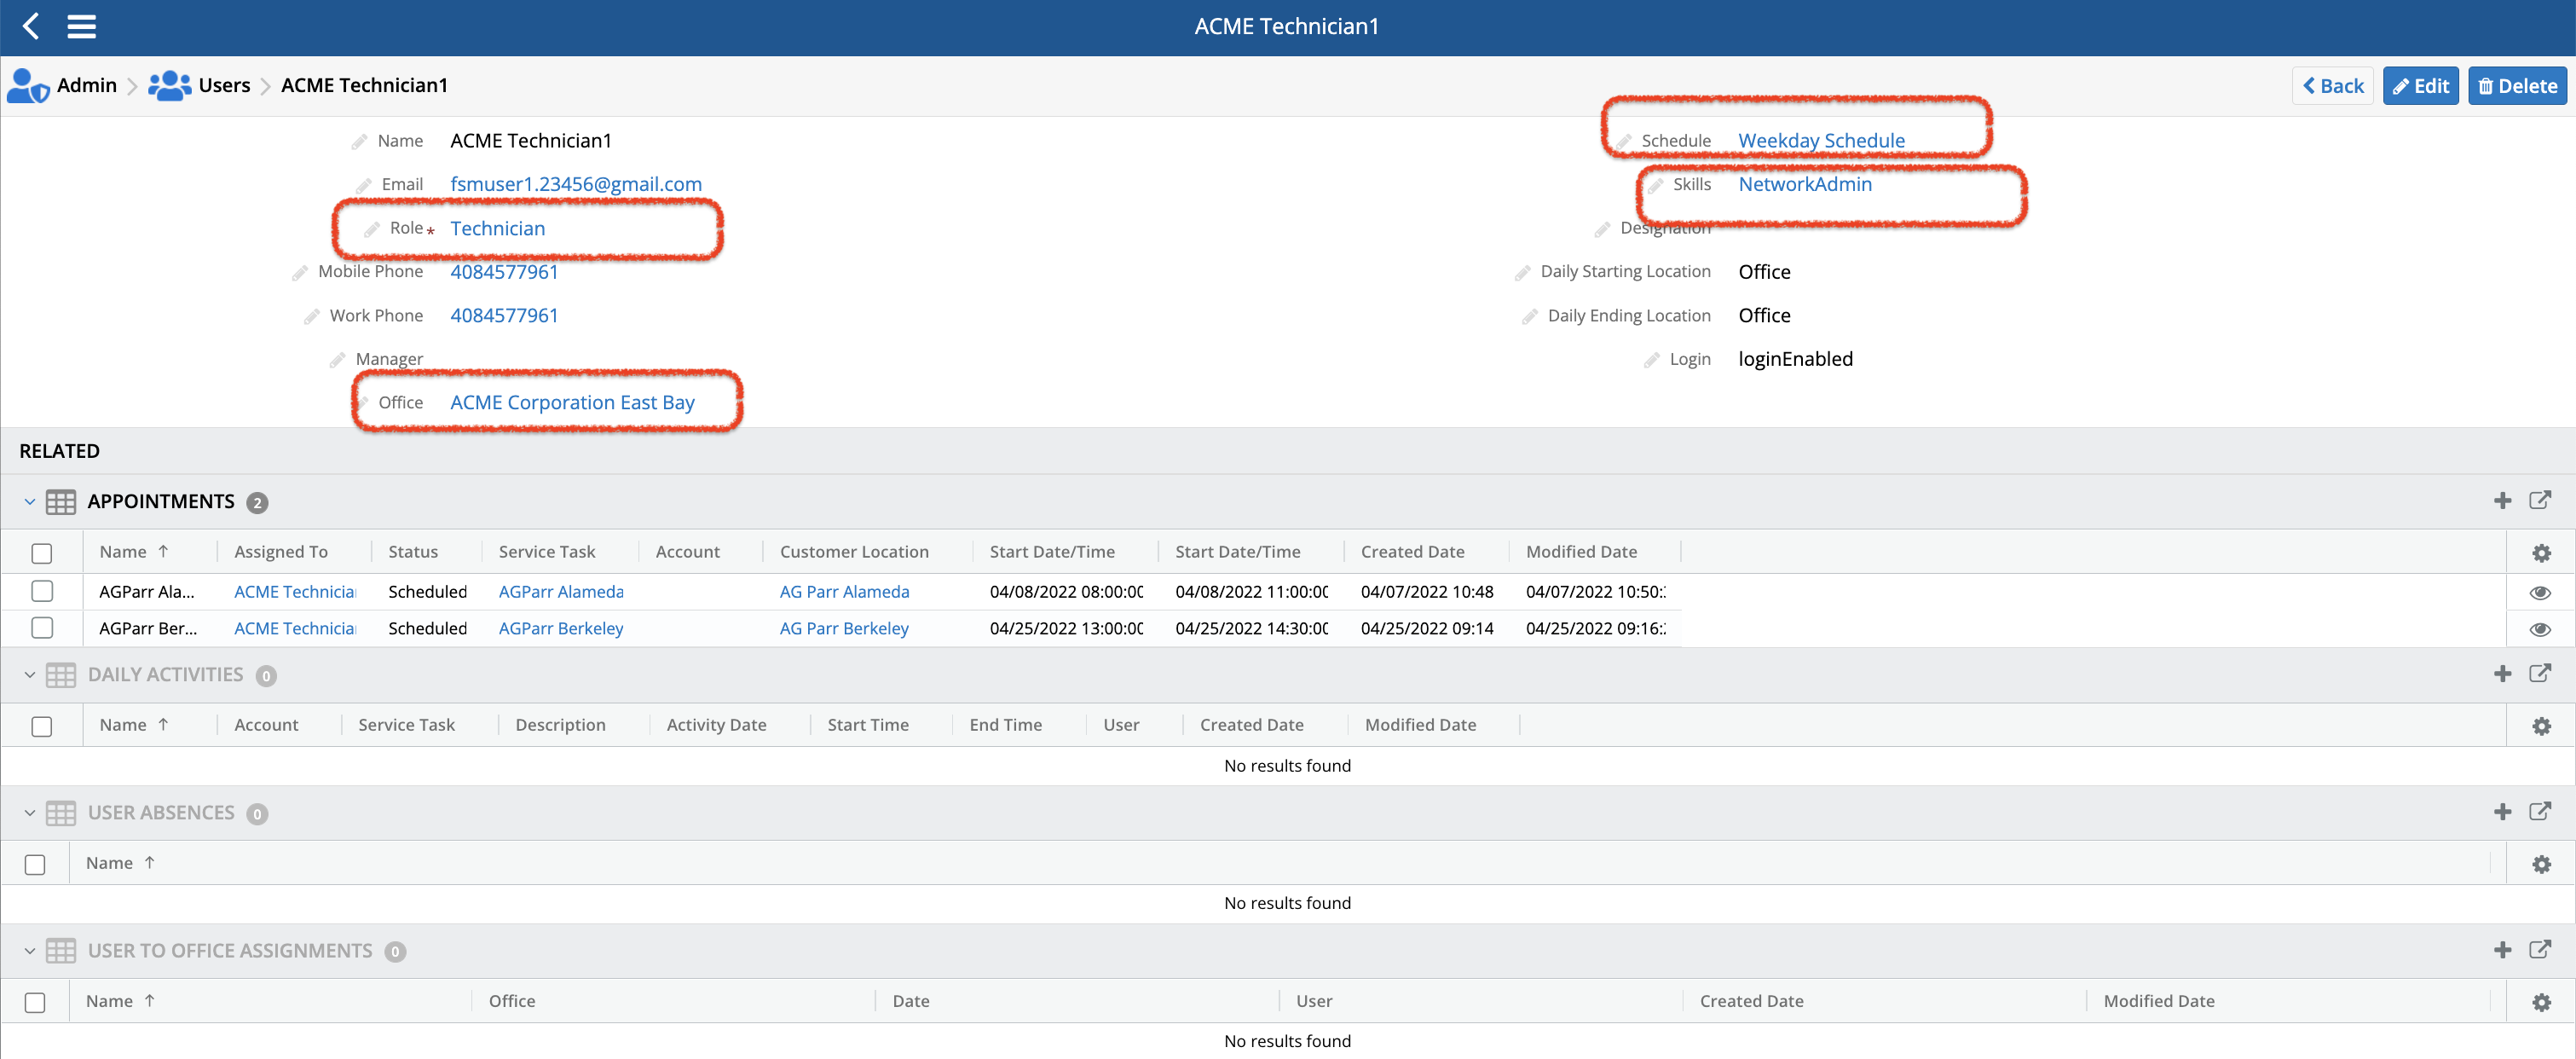 ACME Technician1
Admin Users ACME Technician1 Back Edit Delete
Name ACME Technician1
Email fsmuser1.23456@gmail.com
Role* Technician
Mobile Phone 4084577961
Work Phone 4084577961
Manager
Office ACME Corporation East Bay
Schedule Weekday Schedule
Skills NetworkAdmin
Designation
Daily Starting Location Office
Daily Ending Location Office
Login loginEnabled
RELATED
APPOINTMENTS 2
Name ↑ Assigned To Status Service Task Account Customer Location Start Date/Time Start Date/Time Created Date Modified Date
AGParr Ala... ACME Technicia Scheduled AGParr Alameda AG Parr Alameda 04/08/2022 08:00:00 04/08/2022 11:00:00 04/07/2022 10:48 04/07/2022 10:50:
AGParr Ber... ACME Technicia Scheduled AGParr Berkeley AG Parr Berkeley 04/25/2022 13:00:00 04/25/2022 14:30:00 04/25/2022 09:14 04/25/2022 09:16:
DAILY ACTIVITIES 0
Name ↑ Account Service Task Description Activity Date Start Time End Time User Created Date Modified Date
No results found
USER ABSENCES 0
Name ↑
No results found
USER TO OFFICE ASSIGNMENTS 0
Name ↑ Office Date User Created Date Modified Date
No results found